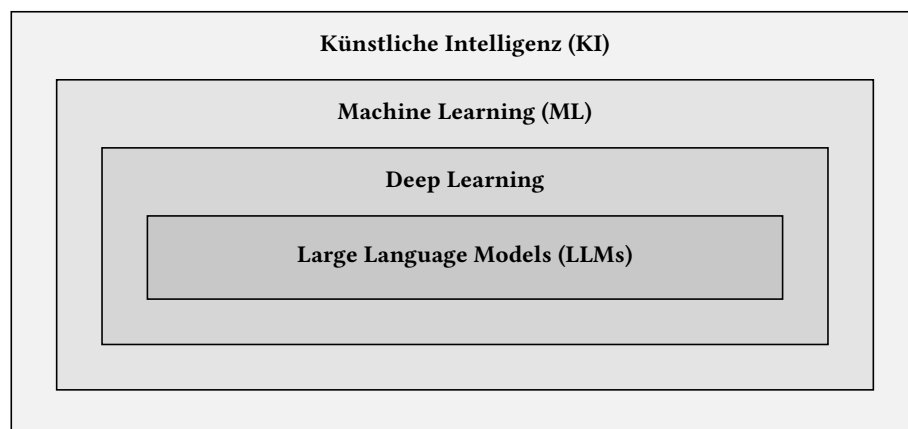 Künstliche Intelligenz (KI)
Machine Learning (ML)
Deep Learning
Large Language Models (LLMs)